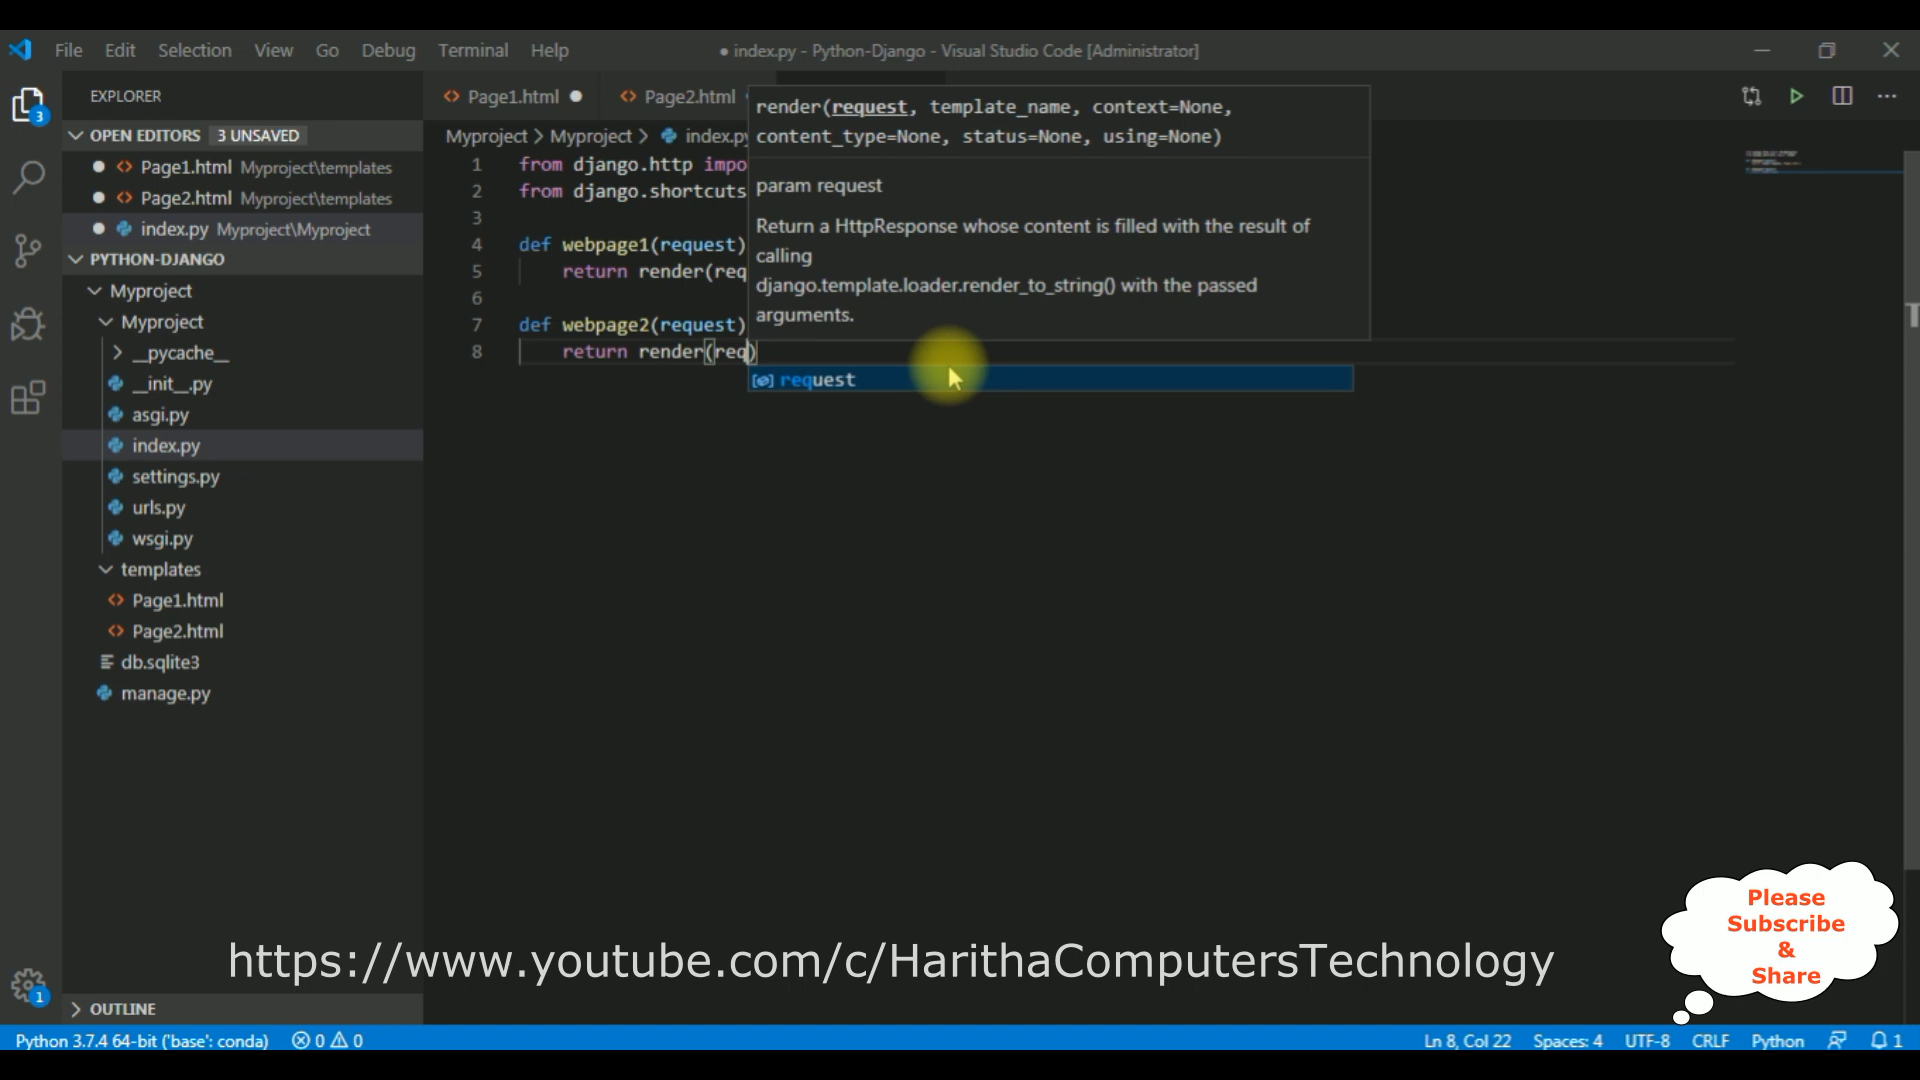 File Edit Selection View Go Debug Terminal Help
● index.py - Python-Django - Visual Studio Code [Administrator]
EXPLORER
OPEN EDITORS 3 UNSAVED
Page1.html Myproject\templates
Page2.html Myproject\templates
index.py Myproject\Myproject
PYTHON-DJANGO
Myproject
Myproject
__pycache__
__init__.py
asgi.py
index.py
settings.py
urls.py
wsgi.py
templates
Page1.html
Page2.html
db.sqlite3
manage.py
OUTLINE
3
1
Page1.html Page2.html
Myproject > Myproject > index.py
1 from django.http impo
2 from django.shortcuts
3
4 def webpage1(request)
5 return render(req
6
7 def webpage2(request)
8 return render(req)
render(request, template_name, context=None,
content_type=None, status=None, using=None)
param request
Return a HttpResponse whose content is filled with the result of
calling
django.template.loader.render_to_string() with the passed
arguments.
request
https://www.youtube.com/c/HarithaComputersTechnology
Please
Subscribe
&
Share
Python 3.7.4 64-bit ('base': conda) 0 0 Ln 8, Col 22 Spaces: 4 UTF-8 CRLF Python 1